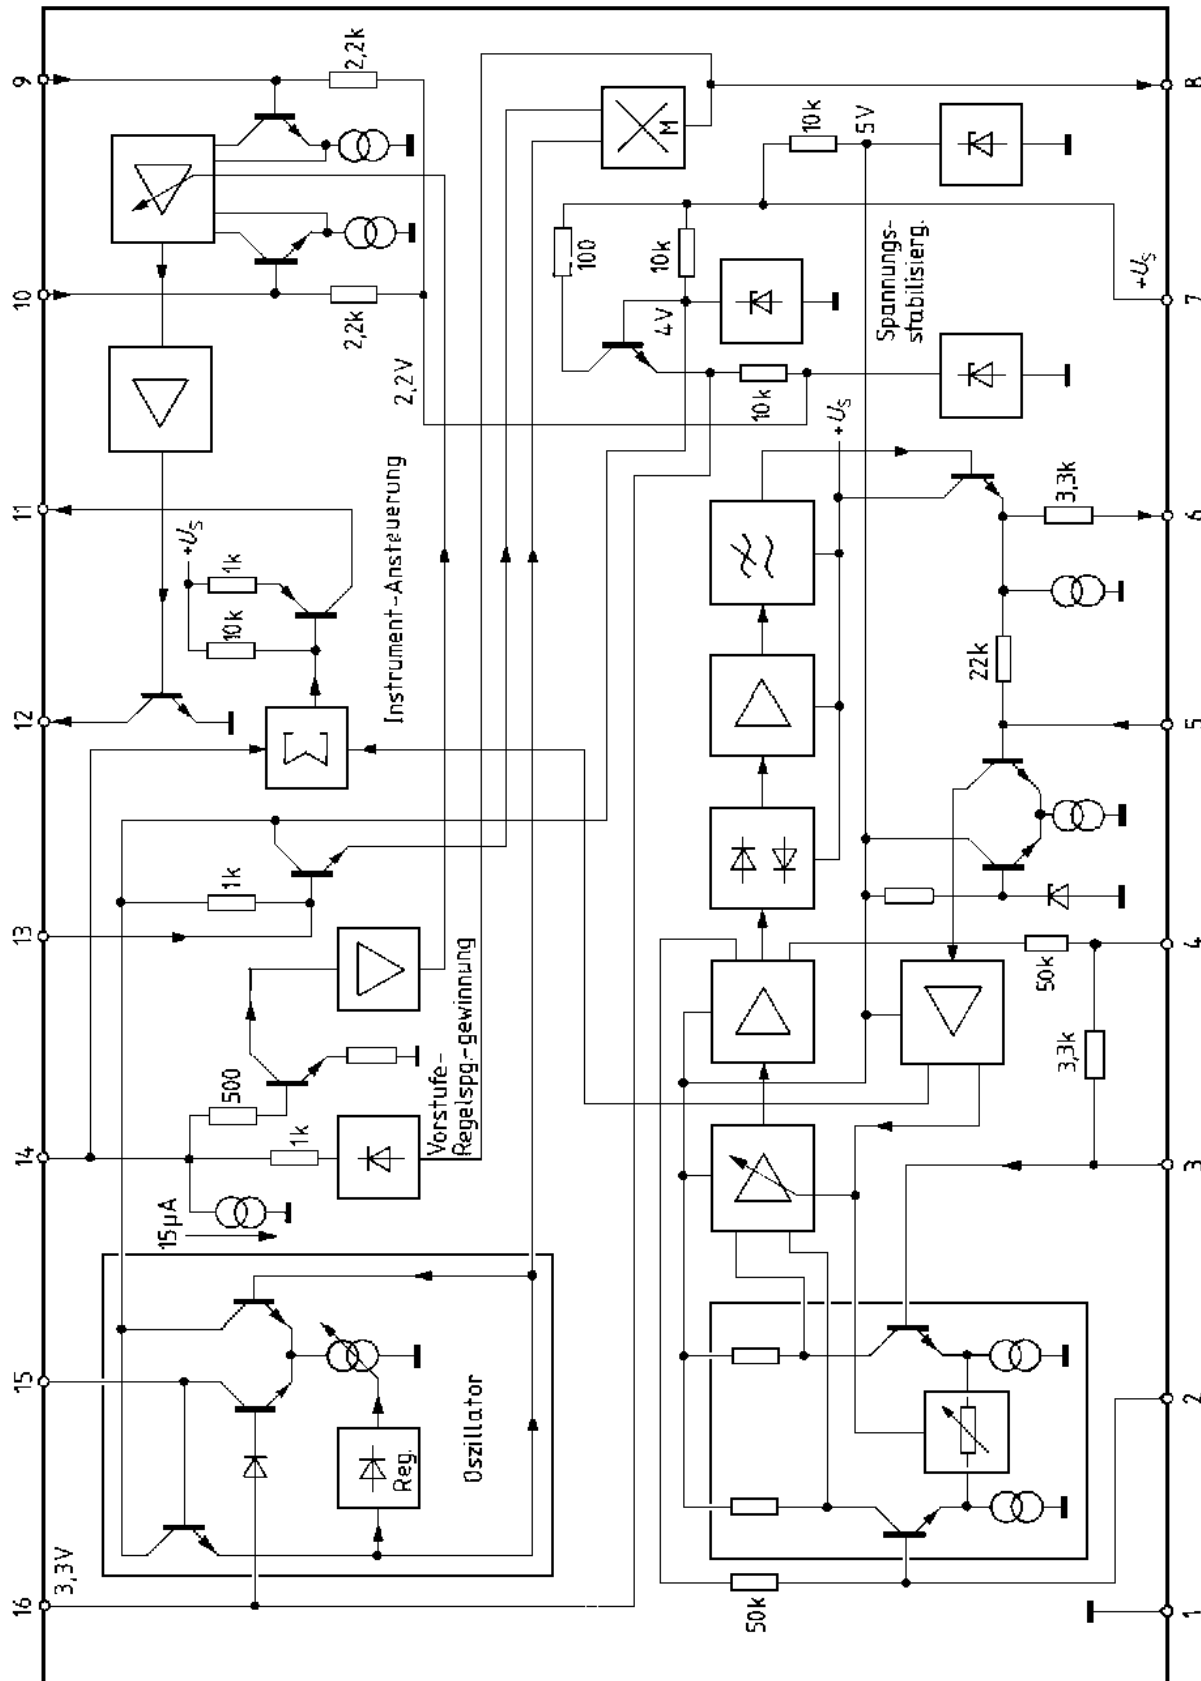 9
2,2k
10
2,2k
2,2V
M
10k
5V
8
100
10k
4V
Spannungs-
stabilisierg.
+U_S
7
10k
+U_S
11
+U_S
1k
10k
Instrument-Ansteuerung
3,3k
6
12
22k
5
13
1k
50k
4
500
3,3k
14
1k
Vorstufe-
Regelspg.-gewinnung
15µA
3
15
Reg.
Oszillator
2
16
3,3V
50k
1